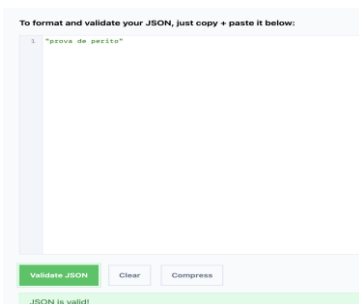 To format and validate your JSON, just copy + paste it below:
1 "prova de perito"
Validate JSON Clear Compress
JSON is valid!